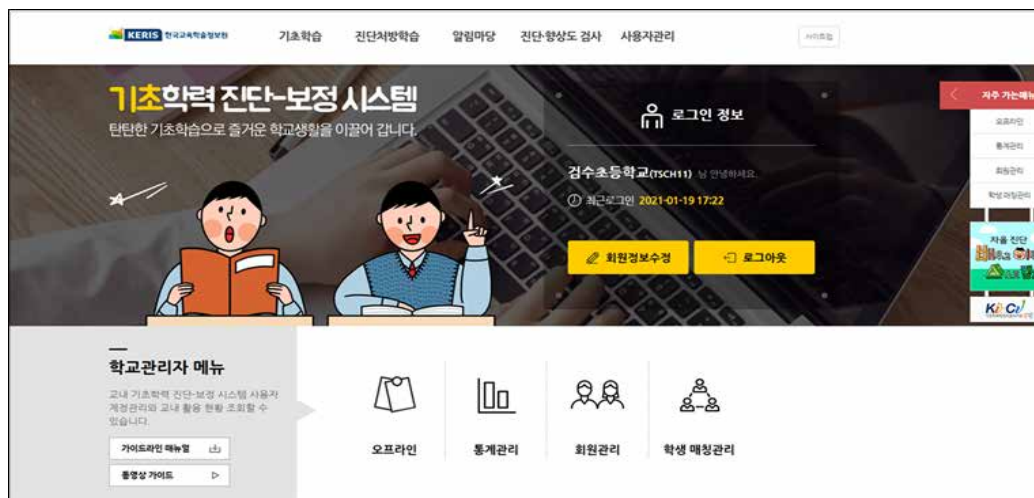 KERIS 한국교육학술정보원
기초학습
진단처방학습
알림마당
진단·향상도 검사
사용자관리
사이트맵
기초학력 진단-보정 시스템
탄탄한 기초학습으로 즐거운 학교생활을 이끌어 갑니다.
로그인 정보
검수초등학교(TSCH11) 님 안녕하세요.
최근로그인 2021-01-19 17:22
회원정보수정
로그아웃
자주 가는메뉴
오프라인
통계관리
회원관리
학생 매칭관리
자율 진단
학교관리자 메뉴
교내 기초학력 진단-보정 시스템 사용자
계정관리와 교내 활용 현황 조회할 수
있습니다.
가이드라인 매뉴얼
동영상 가이드
오프라인
통계관리
회원관리
학생 매칭관리